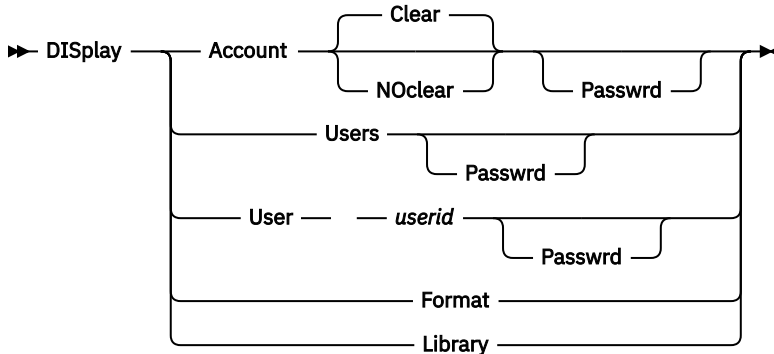 Clear
DISplay Account
NOclear Passwrd
Users
Passwrd
User userid
Passwrd
Format
Library